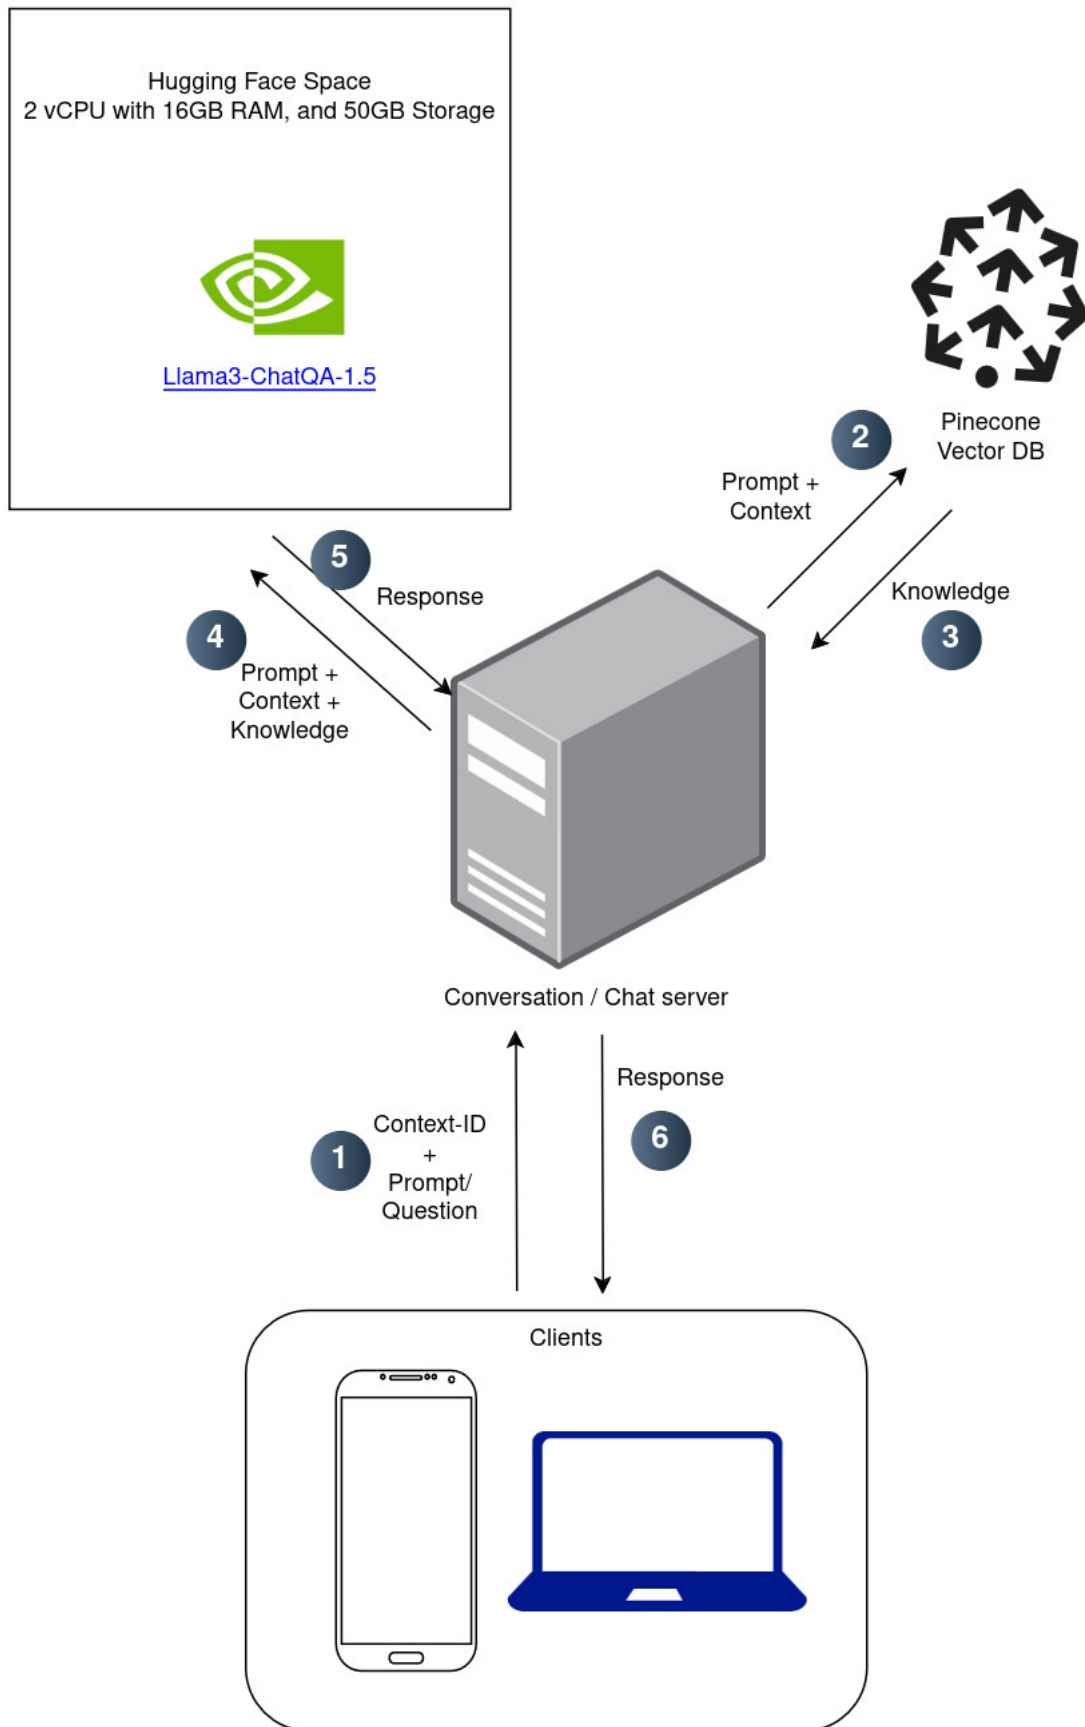 Hugging Face Space
2 vCPU with 16GB RAM, and 50GB Storage
Llama3-ChatQA-1.5
Pinecone
Vector DB
2
Prompt +
Context
Knowledge
3
5
Response
4
Prompt +
Context +
Knowledge
Conversation / Chat server
Response
6
1
Context-ID
+
Prompt/
Question
Clients